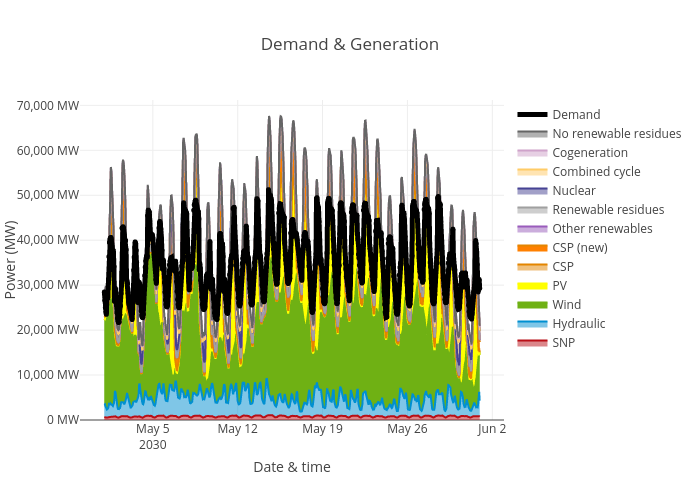 Demand & Generation
Power (MW)
70,000 MW
60,000 MW
50,000 MW
40,000 MW
30,000 MW
20,000 MW
10,000 MW
0 MW
May 5
2030
May 12
May 19
May 26
Jun 2
Date & time
Demand
No renewable residues
Cogeneration
Combined cycle
Nuclear
Renewable residues
Other renewables
CSP (new)
CSP
PV
Wind
Hydraulic
SNP